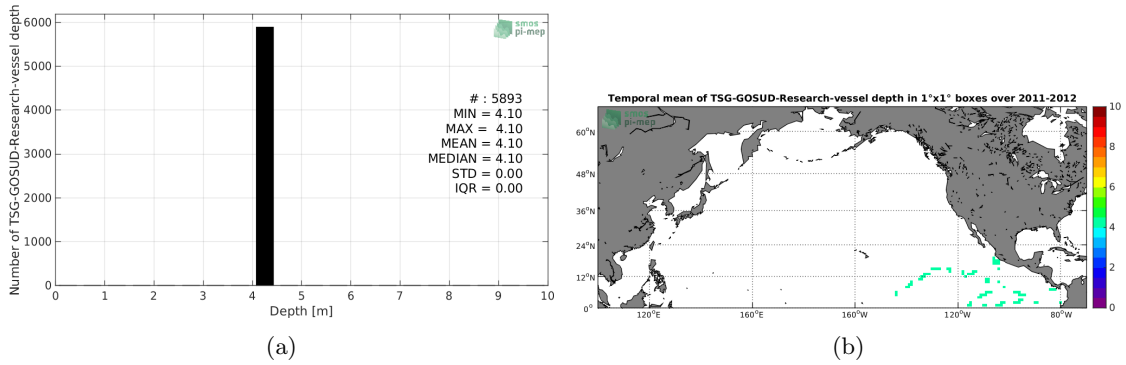 Number of TSG-GOSUD-Research-vessel depth
6000
5000
4000
3000
2000
1000
0
smos
pi-mep
# : 5893
MIN = 4.10
MAX = 4.10
MEAN = 4.10
MEDIAN = 4.10
STD = 0.00
IQR = 0.00
0 1 2 3 4 5 6 7 8 9 10
Depth [m]
(a)
Temporal mean of TSG-GOSUD-Research-vessel depth in 1°x1° boxes over 2011-2012
smos
pi-mep
60°N
48°N
36°N
24°N
12°N
0°
120°E 160°E 160°W 120°W 80°W
10
8
6
4
2
0
(b)